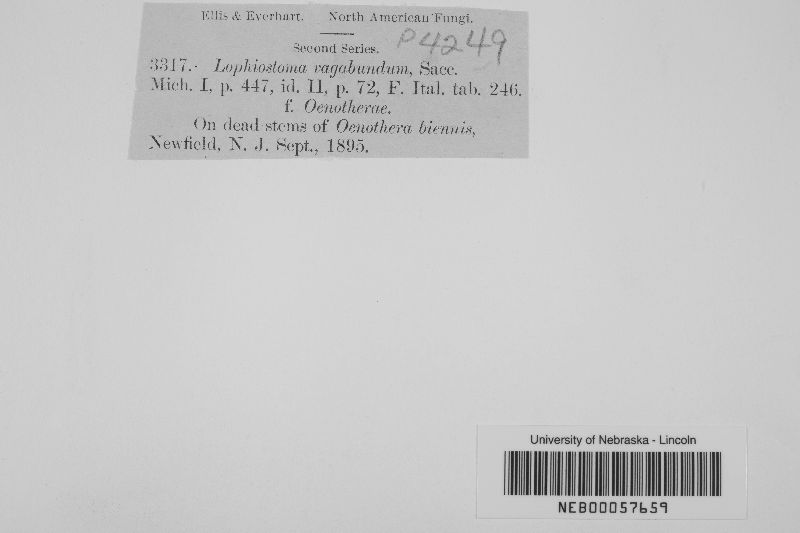 Ellis & Everhart. North American Fungi.
Second Series.
P4249
3317.- Lophiostoma vagabundum, Sacc.
Mich. I, p. 447, id. II, p. 72, F. Ital. tab. 246.
f. Oenotherae.
On dead stems of Oenothera biennis,
Newfield, N. J. Sept., 1895.
University of Nebraska - Lincoln
NEB00057659